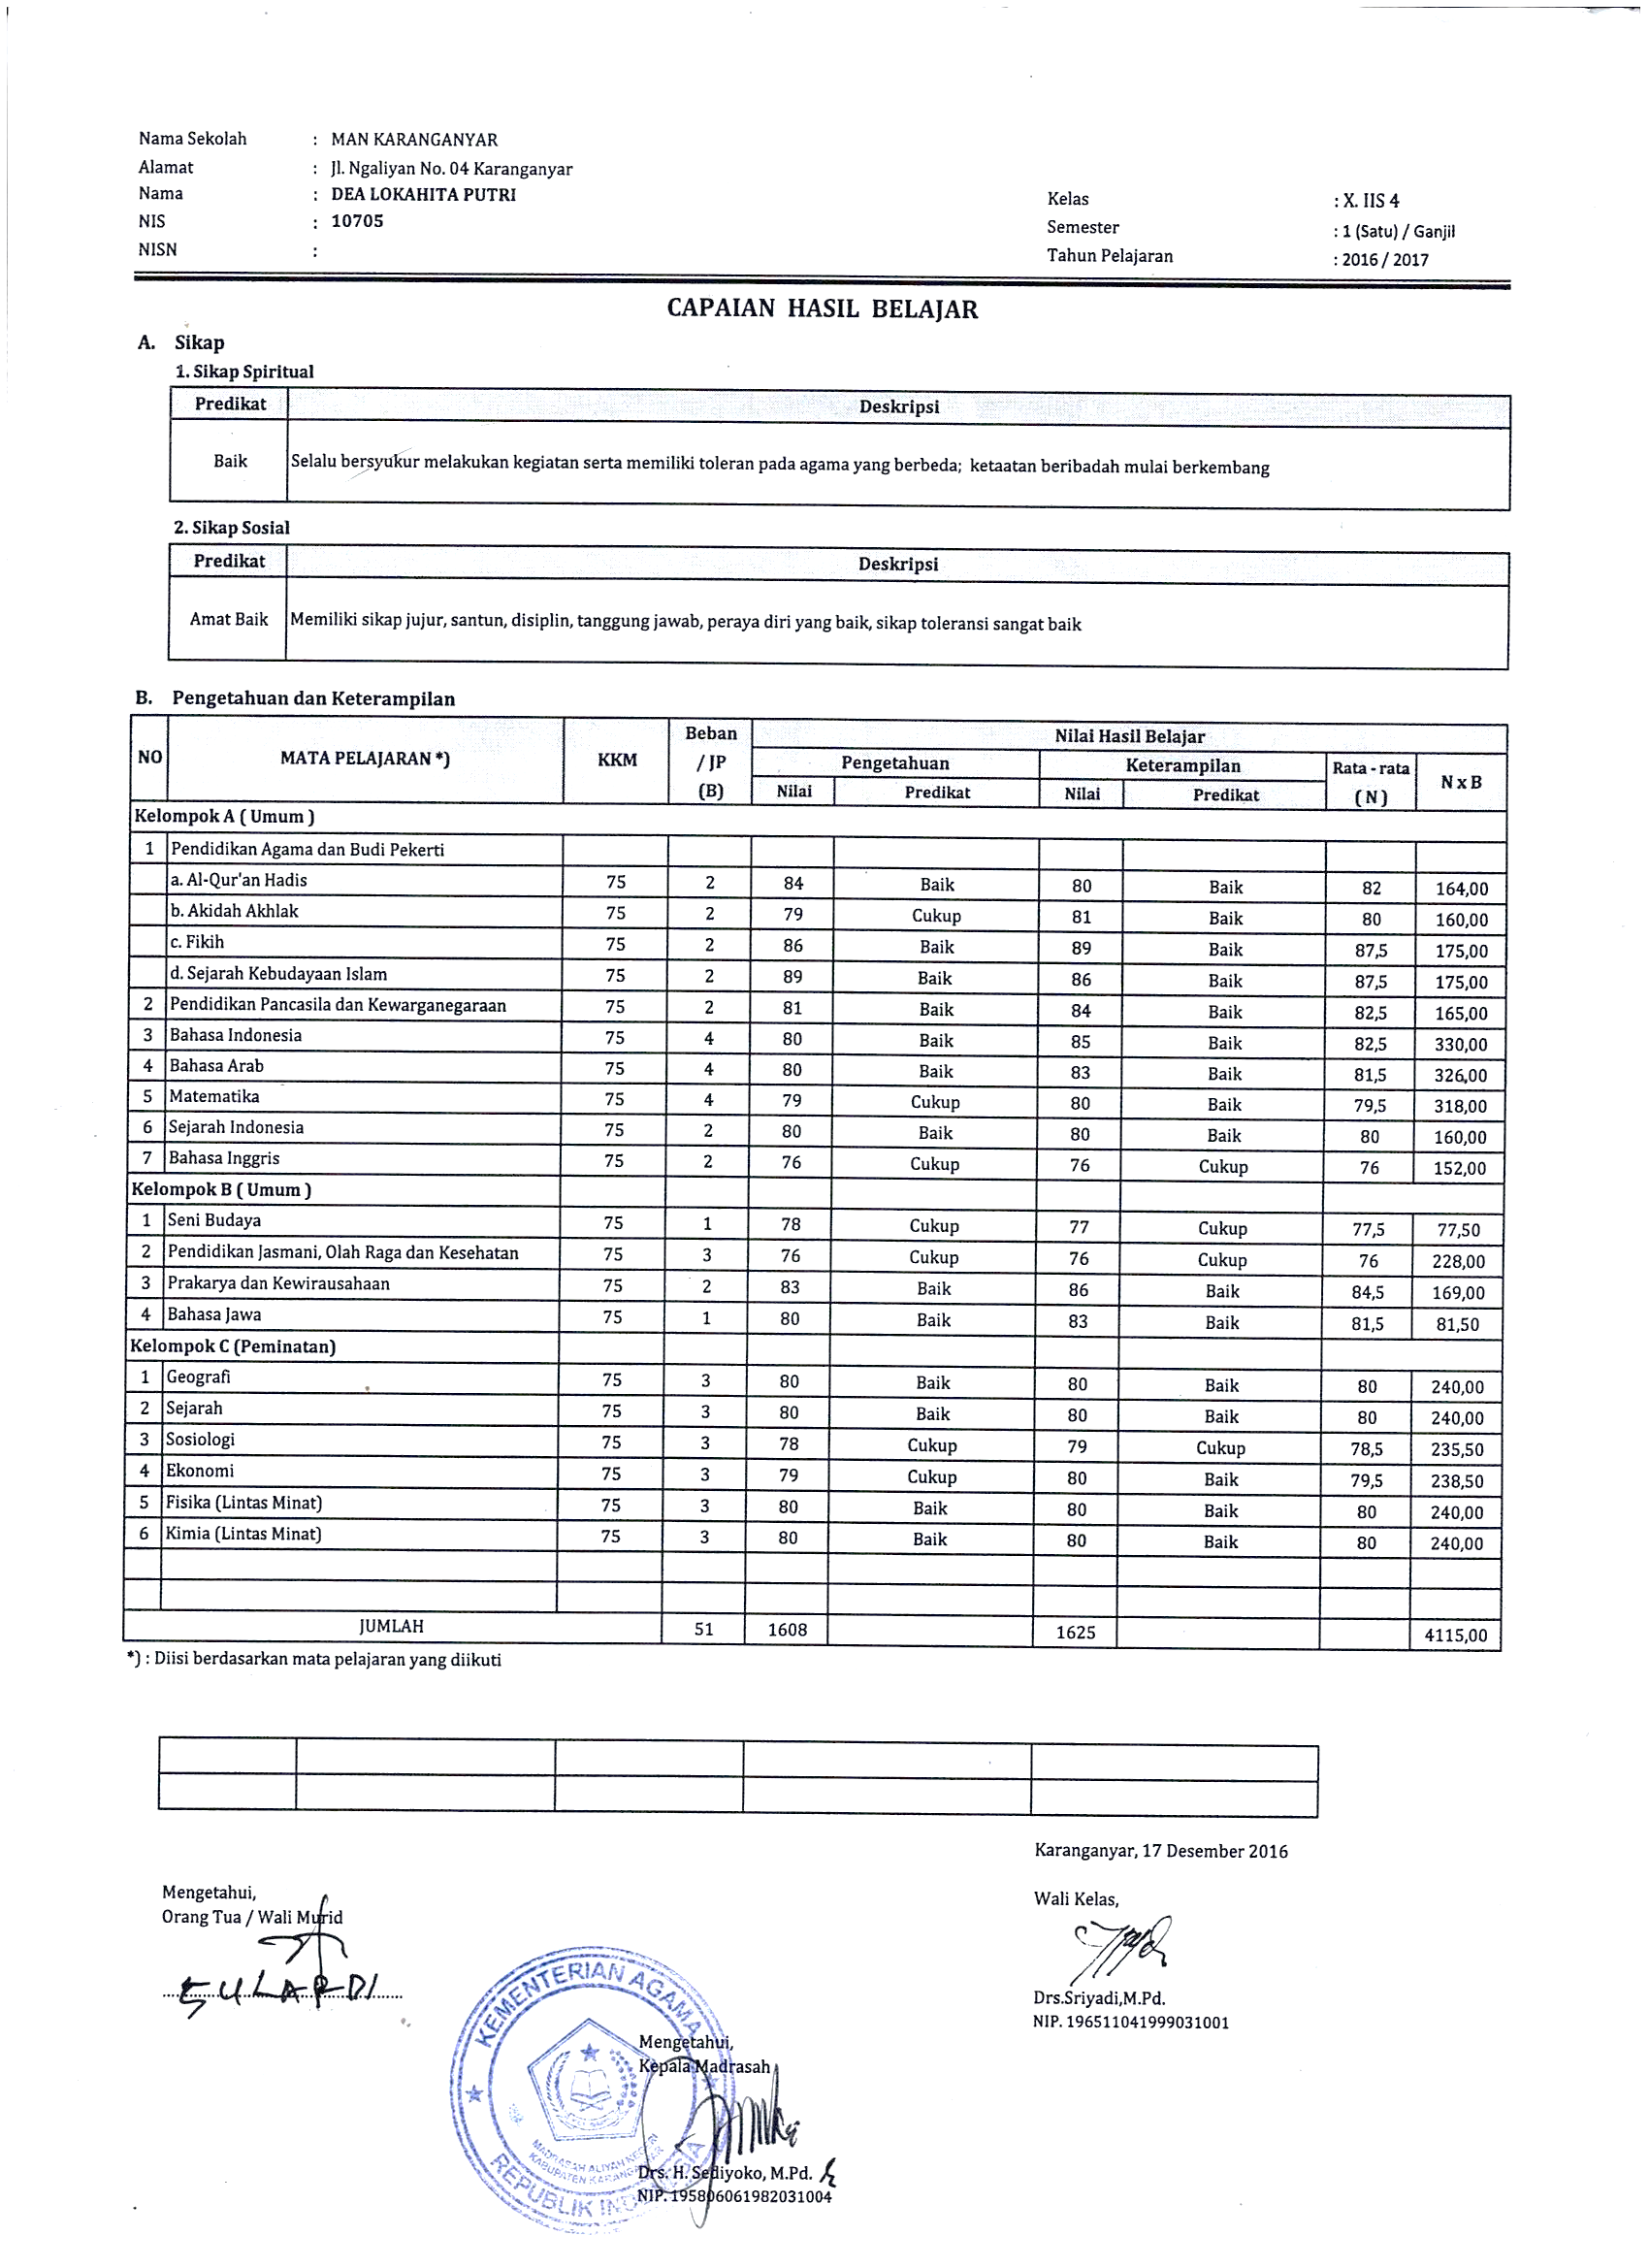 Nama Sekolah : MAN KARANGANYAR
Alamat : Jl. Ngaliyan No. 04 Karanganyar
Nama : DEA LOKAHITA PUTRI
NIS : 10705
NISN :
Kelas : X. IIS 4
Semester : 1 (Satu) / Ganjil
Tahun Pelajaran : 2016 / 2017
CAPAIAN HASIL BELAJAR
A. Sikap
1. Sikap Spiritual
Predikat Deskripsi
Baik Selalu bersyukur melakukan kegiatan serta memiliki toleran pada agama yang berbeda; ketaatan beribadah mulai berkembang
2. Sikap Sosial
Predikat Deskripsi
Amat Baik Memiliki sikap jujur, santun, disiplin, tanggung jawab, peraya diri yang baik, sikap toleransi sangat baik
B. Pengetahuan dan Keterampilan
NO MATA PELAJARAN *) KKM Beban / JP (B) Nilai Hasil Belajar
Pengetahuan Keterampilan Rata - rata ( N ) N x B
Nilai Predikat Nilai Predikat
Kelompok A ( Umum )
1 Pendidikan Agama dan Budi Pekerti
a. Al-Qur'an Hadis 75 2 84 Baik 80 Baik 82 164,00
b. Akidah Akhlak 75 2 79 Cukup 81 Baik 80 160,00
c. Fikih 75 2 86 Baik 89 Baik 87,5 175,00
d. Sejarah Kebudayaan Islam 75 2 89 Baik 86 Baik 87,5 175,00
2 Pendidikan Pancasila dan Kewarganegaraan 75 2 81 Baik 84 Baik 82,5 165,00
3 Bahasa Indonesia 75 4 80 Baik 85 Baik 82,5 330,00
4 Bahasa Arab 75 4 80 Baik 83 Baik 81,5 326,00
5 Matematika 75 4 79 Cukup 80 Baik 79,5 318,00
6 Sejarah Indonesia 75 2 80 Baik 80 Baik 80 160,00
7 Bahasa Inggris 75 2 76 Cukup 76 Cukup 76 152,00
Kelompok B ( Umum )
1 Seni Budaya 75 1 78 Cukup 77 Cukup 77,5 77,50
2 Pendidikan Jasmani, Olah Raga dan Kesehatan 75 3 76 Cukup 76 Cukup 76 228,00
3 Prakarya dan Kewirausahaan 75 2 83 Baik 86 Baik 84,5 169,00
4 Bahasa Jawa 75 1 80 Baik 83 Baik 81,5 81,50
Kelompok C (Peminatan)
1 Geografi 75 3 80 Baik 80 Baik 80 240,00
2 Sejarah 75 3 80 Baik 80 Baik 80 240,00
3 Sosiologi 75 3 78 Cukup 79 Cukup 78,5 235,50
4 Ekonomi 75 3 79 Cukup 80 Baik 79,5 238,50
5 Fisika (Lintas Minat) 75 3 80 Baik 80 Baik 80 240,00
6 Kimia (Lintas Minat) 75 3 80 Baik 80 Baik 80 240,00
JUMLAH 51 1608 1625 4115,00
*) : Diisi berdasarkan mata pelajaran yang diikuti
Karanganyar, 17 Desember 2016
Mengetahui,
Orang Tua / Wali Murid
SULARDI
Wali Kelas,
Drs.Sriyadi,M.Pd.
NIP. 196511041999031001
KEMENTERIAN AGAMA
MADRASAH ALIYAH NEGERI
KABUPATEN KARANGANYAR
REPUBLIK INDONESIA
Mengetahui,
Kepala Madrasah
Drs. H. Sediyoko, M.Pd.
NIP. 195806061982031004